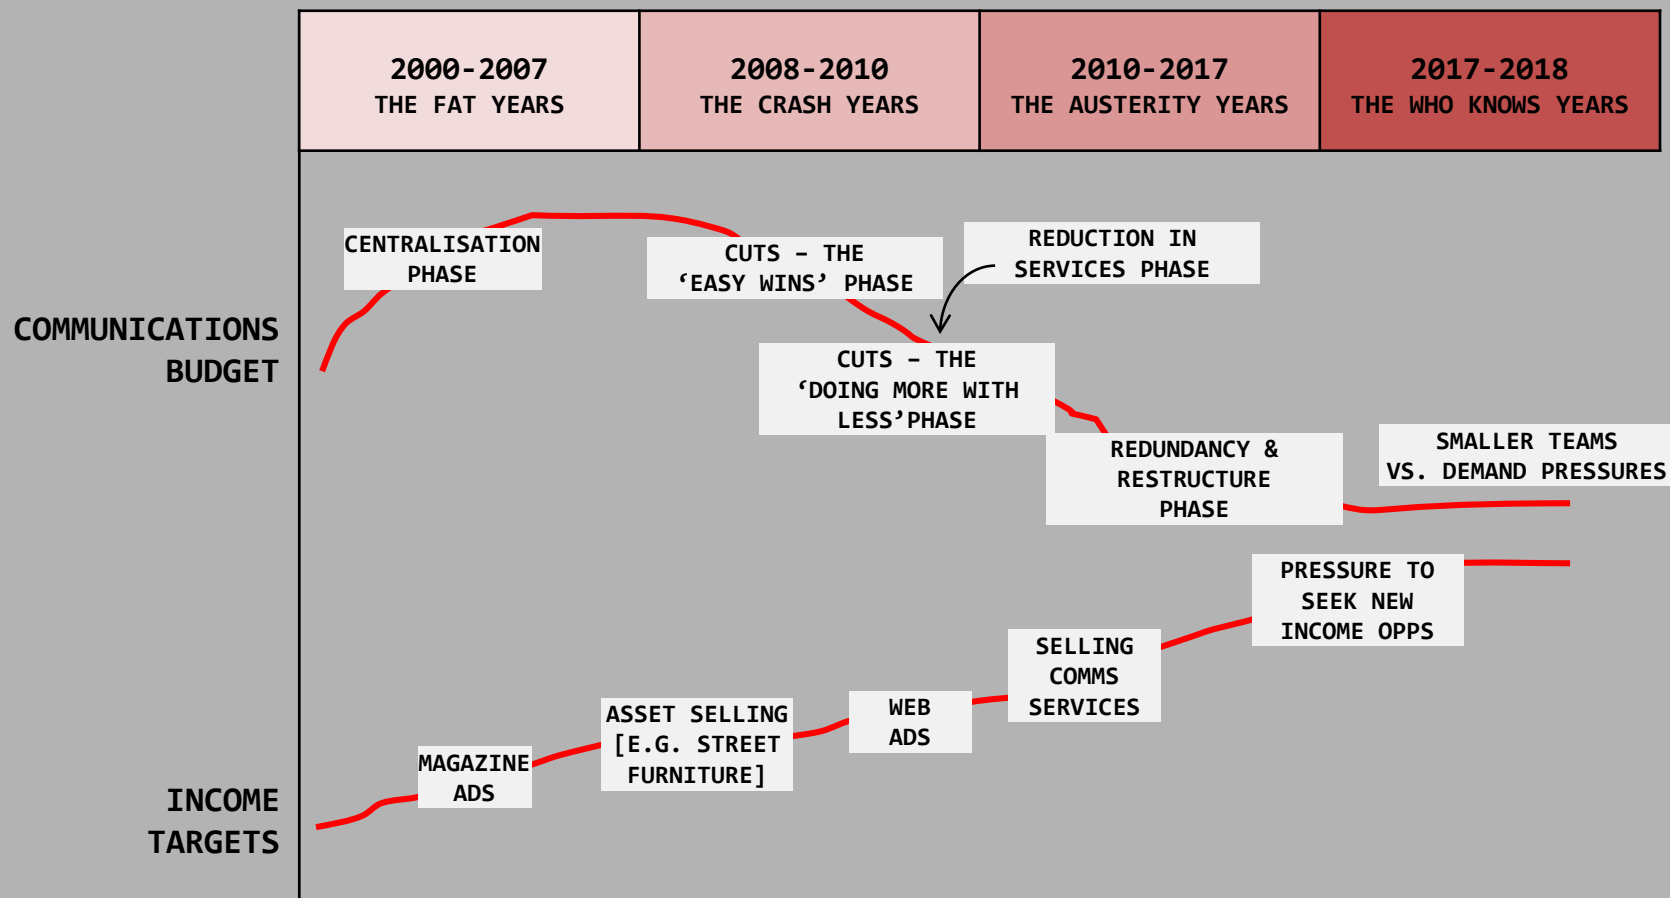 2000-2007
THE FAT YEARS
2008-2010
THE CRASH YEARS
2010-2017
THE AUSTERITY YEARS
2017-2018
THE WHO KNOWS YEARS
COMMUNICATIONS
BUDGET
CENTRALISATION
PHASE
CUTS – THE
‘EASY WINS’ PHASE
REDUCTION IN
SERVICES PHASE
CUTS – THE
‘DOING MORE WITH
LESS’PHASE
REDUNDANCY &
RESTRUCTURE
PHASE
SMALLER TEAMS
VS. DEMAND PRESSURES
INCOME
TARGETS
MAGAZINE
ADS
ASSET SELLING
[E.G. STREET
FURNITURE]
WEB
ADS
SELLING
COMMS
SERVICES
PRESSURE TO
SEEK NEW
INCOME OPPS